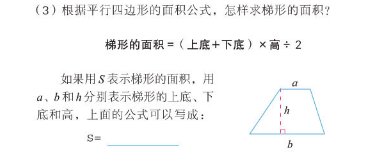 （3）根据平行四边形的面积公式，怎样求梯形的面积？
梯形的面积=（上底+下底）×高÷2
如果用S表示梯形的面积，用
a、b和h分别表示梯形的上底、下
底和高，上面的公式可以写成：
S=
a
h
b